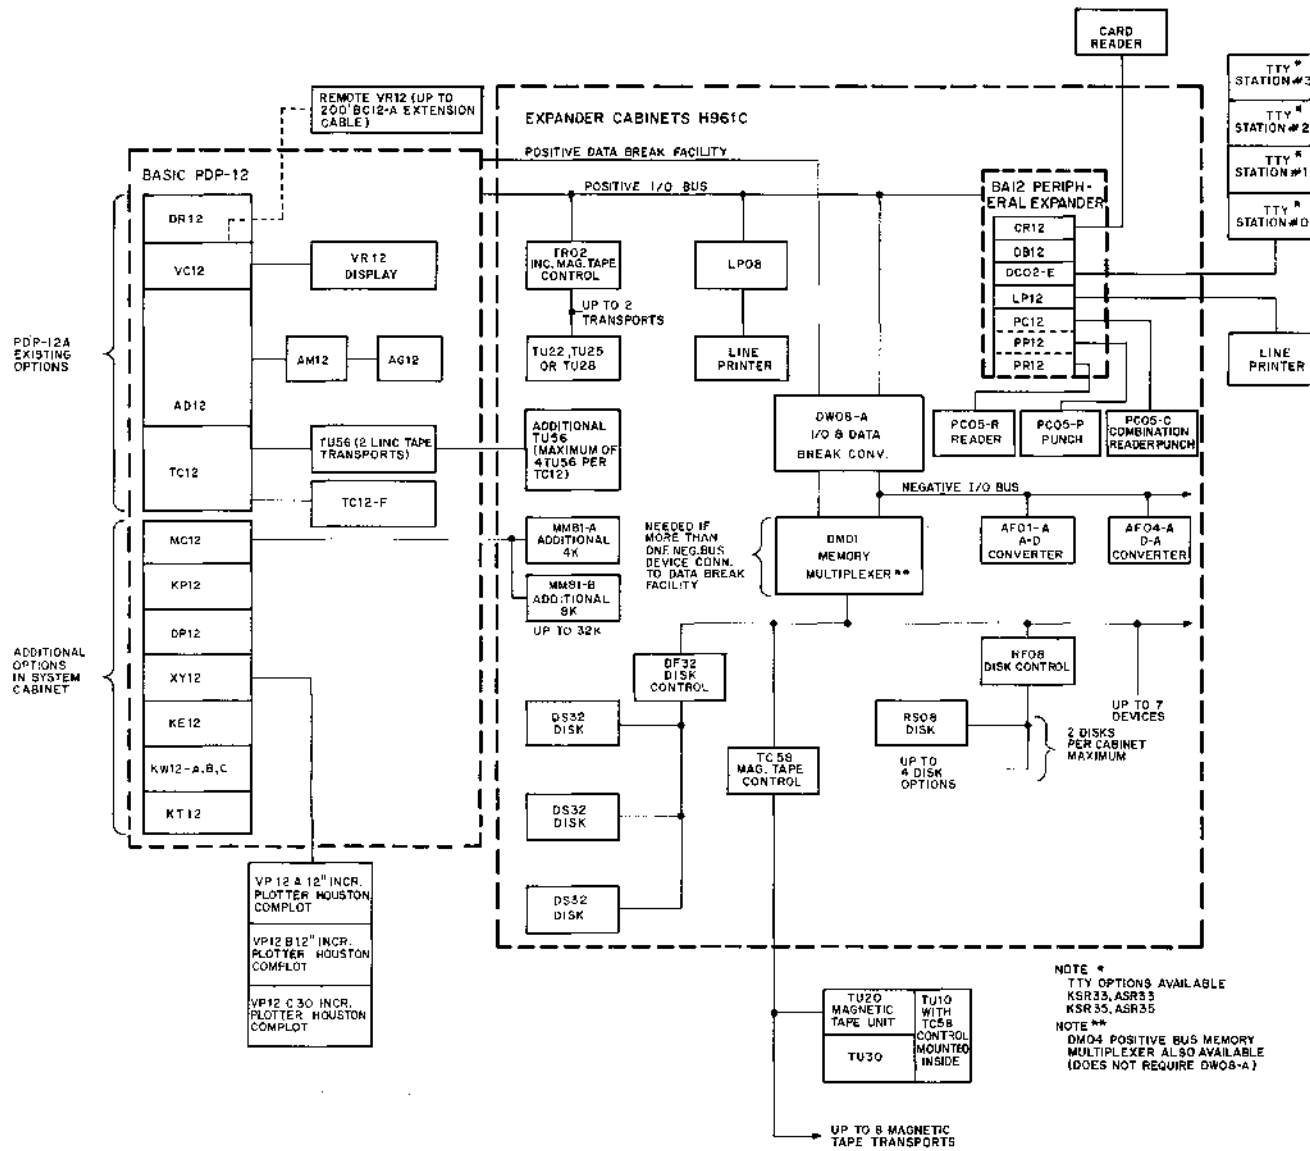 CARD
READER
TTY *
STATION #3
TTY *
STATION #2
TTY *
STATION #1
TTY *
STATION #0
REMOTE VR12 (UP TO
200' BC12-A EXTENSION
CABLE)
EXPANDER CABINETS H961C
POSITIVE DATA BREAK FACILITY
BASIC PDP-12
POSITIVE I/O BUS
BA12 PERIPH-
ERAL EXPANDER
DR12
VC12
AD12
TC12
PDP-12A
EXISTING
OPTIONS
VR12
DISPLAY
AM12
AG12
TU56 (2 LINC TAPE
TRANSPORTS)
TC12-F
TR02
INC. MAG. TAPE
CONTROL
UP TO 2
TRANSPORTS
TU22, TU25
OR TU28
LP08
LINE
PRINTER
CR12
DB12
DC02-E
LP12
PC12
PP12
PR12
LINE
PRINTER
ADDITIONAL
TU56
(MAXIMUM OF
4TU56 PER
TC12)
DW08-A
I/O & DATA
BREAK CONV.
PC05-R
READER
PC05-P
PUNCH
PC05-C
COMBINATION
READER PUNCH
NEGATIVE I/O BUS
MC12
KP12
DP12
XY12
KE12
KW12-A,B,C
KT12
ADDITIONAL
OPTIONS
IN SYSTEM
CABINET
MM81-A
ADDITIONAL
4K
MM81-B
ADDITIONAL
8K
UP TO 32K
NEEDED IF
MORE THAN
ONE NEG. BUS
DEVICE CONN.
TO DATA BREAK
FACILITY
DM01
MEMORY
MULTIPLEXER **
AF01-A
A-D
CONVERTER
AF04-A
D-A
CONVERTER
DF32
DISK
CONTROL
RF08
DISK CONTROL
UP TO 7
DEVICES
DS32
DISK
DS32
DISK
DS32
DISK
TC58
MAG. TAPE
CONTROL
RS08
DISK
UP TO
4 DISK
OPTIONS
2 DISKS
PER CABINET
MAXIMUM
VP 12 A 12" INCR.
PLOTTER HOUSTON
COMPLOT
VP12 B 12" INCR.
PLOTTER HOUSTON
COMPLOT
VP12 C 30 INCR.
PLOTTER HOUSTON
COMPLOT
TU20
MAGNETIC
TAPE UNIT
TU30
TU10
WITH
TC58
CONTROL
MOUNTED
INSIDE
UP TO 8 MAGNETIC
TAPE TRANSPORTS
NOTE *
TTY OPTIONS AVAILABLE
KSR33, ASR33
KSR35, ASR35
NOTE **
DM04 POSITIVE BUS MEMORY
MULTIPLEXER ALSO AVAILABLE
(DOES NOT REQUIRE DW08-A)